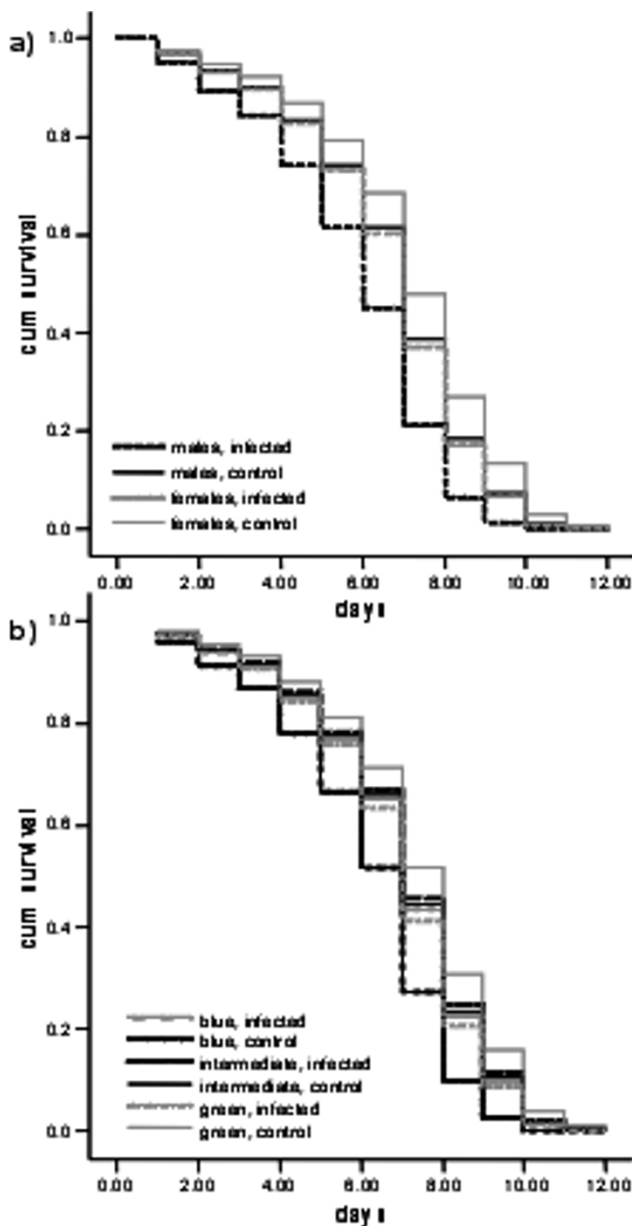 a)
1.0
0.8
0.6
0.4
0.2
0.0
cum survival
males, infected
males, control
females, infected
females, control
0.00 2.00 4.00 6.00 8.00 10.00 12.00
days
b)
1.0
0.8
0.6
0.4
0.2
0.0
cum survival
blue, infected
blue, control
intermediate, infected
intermediate, control
green, infected
green, control
0.00 2.00 4.00 6.00 8.00 10.00 12.00
days